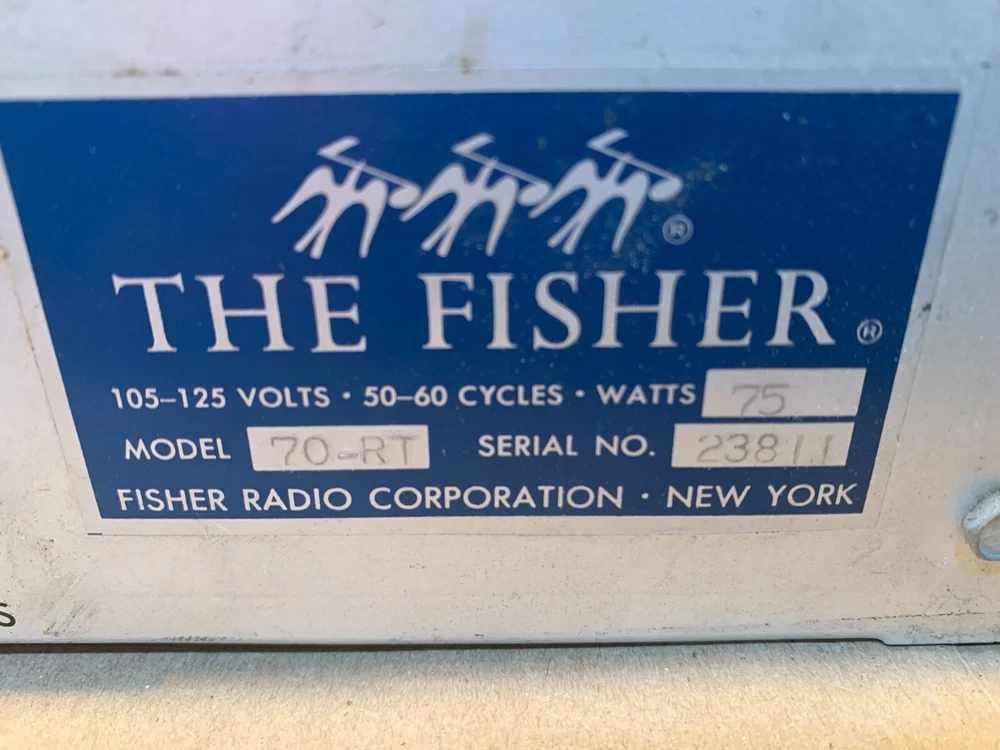 ®
THE FISHER ®
105–125 VOLTS · 50–60 CYCLES · WATTS 75
MODEL 70-RT SERIAL NO. 23811
FISHER RADIO CORPORATION · NEW YORK
S